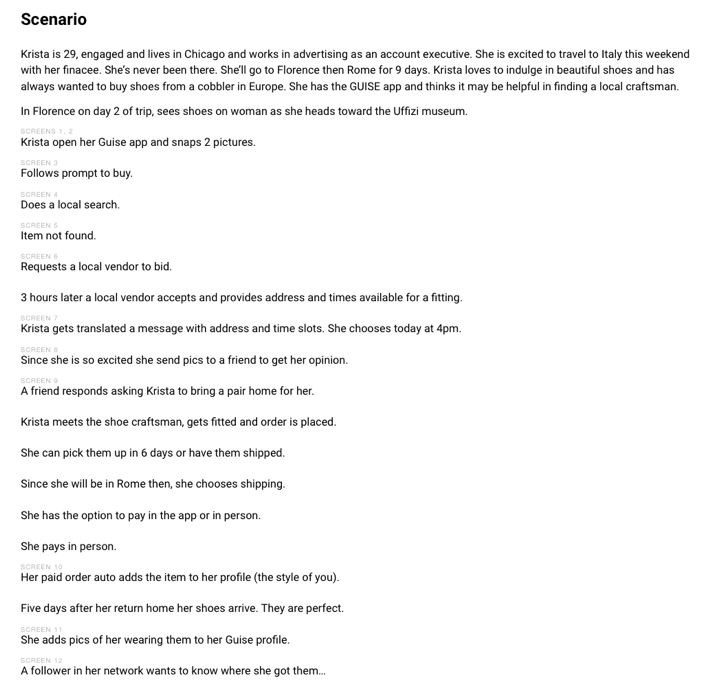 Scenario
Krista is 29, engaged and lives in Chicago and works in advertising as an account executive. She is excited to travel to Italy this weekend
with her finacee. She's never been there. She'll go to Florence then Rome for 9 days. Krista loves to indulge in beautiful shoes and has
always wanted to buy shoes from a cobbler in Europe. She has the GUISE app and thinks it may be helpful in finding a local craftsman.
In Florence on day 2 of trip, sees shoes on woman as she heads toward the Uffizi museum.
SCREENS 1, 2
Krista open her Guise app and snaps 2 pictures.
SCREEN 3
Follows prompt to buy.
SCREEN 4
Does a local search.
SCREEN 5
Item not found.
SCREEN 6
Requests a local vendor to bid.
3 hours later a local vendor accepts and provides address and times available for a fitting.
SCREEN 7
Krista gets translated a message with address and time slots. She chooses today at 4pm.
SCREEN 8
Since she is so excited she send pics to a friend to get her opinion.
SCREEN 9
A friend responds asking Krista to bring a pair home for her.
Krista meets the shoe craftsman, gets fitted and order is placed.
She can pick them up in 6 days or have them shipped.
Since she will be in Rome then, she chooses shipping.
She has the option to pay in the app or in person.
She pays in person.
SCREEN 10
Her paid order auto adds the item to her profile (the style of you).
Five days after her return home her shoes arrive. They are perfect.
SCREEN 11
She adds pics of her wearing them to her Guise profile.
SCREEN 12
A follower in her network wants to know where she got them...